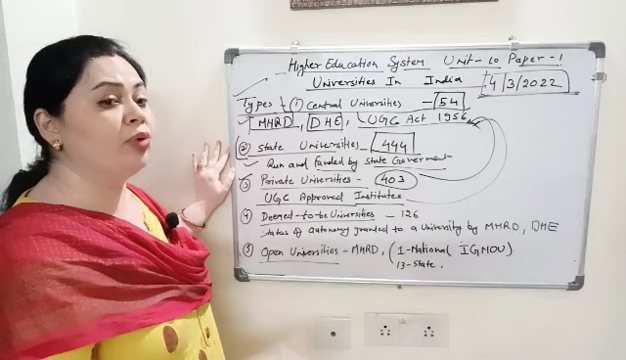 Higher Education System Unit-10 Paper-1
Universities In India 4/3/2022
Types ↓ (1) Central Universities - 54
MHRD, DHE, UGC Act 1956
(2) State Universities - 444
Run and funded by State Government
(3) Private Universities - 403
UGC Approved Institutes
(4) Deemed-to-be Universities - 126
Status of autonomy granted to a University by MHRD, DHE
(5) Open Universities - MHRD, (1-National IGNOU)
13-State.